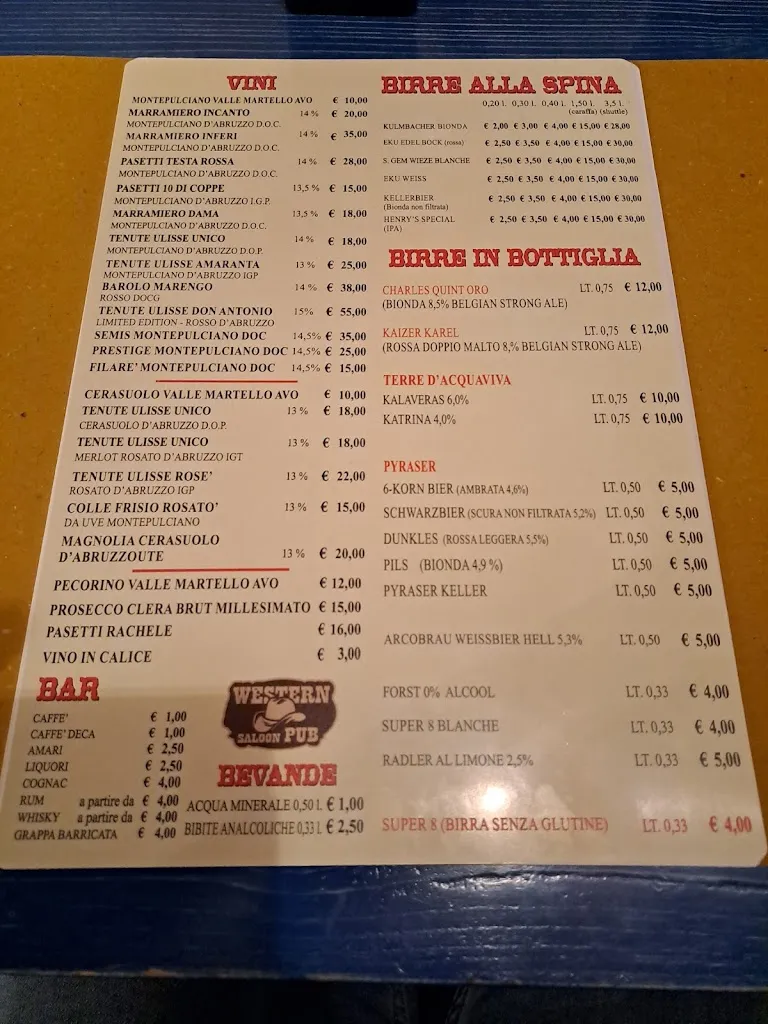 VINI
MONTEPULCIANO VALLE MARTELLO AVO € 10,00
MARRAMIERO INCANTO 14 % € 20,00
MONTEPULCIANO D'ABRUZZO D.O.C.
MARRAMIERO INFERI 14 % € 35,00
MONTEPULCIANO D'ABRUZZO D.O.C.
PASETTI TESTA ROSSA 14 % € 28,00
MONTEPULCIANO D'ABRUZZO D.O.C.
PASETTI 10 DI COPPE 13,5 % € 15,00
MONTEPULCIANO D'ABRUZZO I.G.P.
MARRAMIERO DAMA 13,5 % € 18,00
MONTEPULCIANO D'ABRUZZO D.O.C.
TENUTE ULISSE UNICO 14 % € 18,00
MONTEPULCIANO D'ABRUZZO D.O.P.
TENUTE ULISSE AMARANTA 13 % € 25,00
MONTEPULCIANO D'ABRUZZO IGP
BAROLO MARENGO 14 % € 38,00
ROSSO DOCG
TENUTE ULISSE DON ANTONIO 15% € 55,00
LIMITED EDITION - ROSSO D'ABRUZZO
SEMIS MONTEPULCIANO DOC 14,5% € 35,00
PRESTIGE MONTEPULCIANO DOC 14,5% € 25,00
FILARE' MONTEPULCIANO DOC 14,5% € 15,00
CERASUOLO VALLE MARTELLO AVO € 10,00
TENUTE ULISSE UNICO 13 % € 18,00
CERASUOLO D'ABRUZZO D.O.P.
TENUTE ULISSE UNICO 13 % € 18,00
MERLOT ROSATO D'ABRUZZO IGT
TENUTE ULISSE ROSE' 13 % € 22,00
ROSATO D'ABRUZZO IGP
COLLE FRISIO ROSATO' 13 % € 15,00
DA UVE MONTEPULCIANO
MAGNOLIA CERASUOLO
D'ABRUZZOUTE 13 % € 20,00
PECORINO VALLE MARTELLO AVO € 12,00
PROSECCO CLERA BRUT MILLESIMATO € 15,00
PASETTI RACHELE € 16,00
VINO IN CALICE € 3,00
BAR
CAFFE' € 1,00
CAFFE' DECA € 1,00
AMARI € 2,50
LIQUORI € 2,50
COGNAC € 4,00
RUM a partire da € 4,00
WHISKY a partire da € 4,00
GRAPPA BARRICATA € 4,00
WESTERN
SALOON PUB
BEVANDE
ACQUA MINERALE 0,50 l. € 1,00
BIBITE ANALCOLICHE 0,33 l. € 2,50
BIRRE ALLA SPINA
0,20 l. 0,30 l. 0,40 l. 1,50 l. 3,5 l.
(caraffa) (shuttle)
KULMBACHER BIONDA € 2,00 € 3,00 € 4,00 € 15,00 € 28,00
EKU EDEL BOCK (rossa) € 2,50 € 3,50 € 4,00 € 15,00 € 30,00
S. GEM WIEZE BLANCHE € 2,50 € 3,50 € 4,00 € 15,00 € 30,00
EKU WEISS € 2,50 € 3,50 € 4,00 € 15,00 € 30,00
KELLERBIER € 2,50 € 3,50 € 4,00 € 15,00 € 30,00
(Bionda non filtrata)
HENRY'S SPECIAL € 2,50 € 3,50 € 4,00 € 15,00 € 30,00
(IPA)
BIRRE IN BOTTIGLIA
CHARLES QUINT ORO LT. 0,75 € 12,00
(BIONDA 8,5% BELGIAN STRONG ALE)
KAIZER KAREL LT. 0,75 € 12,00
(ROSSA DOPPIO MALTO 8,% BELGIAN STRONG ALE)
TERRE D'ACQUAVIVA
KALAVERAS 6,0% LT. 0,75 € 10,00
KATRINA 4,0% LT. 0,75 € 10,00
PYRASER
6-KORN BIER (AMBRATA 4,6%) LT. 0,50 € 5,00
SCHWARZBIER (SCURA NON FILTRATA 5,2%) LT. 0,50 € 5,00
DUNKLES (ROSSA LEGGERA 5,5%) LT. 0,50 € 5,00
PILS (BIONDA 4,9 %) LT. 0,50 € 5,00
PYRASER KELLER LT. 0,50 € 5,00
ARCOBRAU WEISSBIER HELL 5,3% LT. 0,50 € 5,00
FORST 0% ALCOOL LT. 0,33 € 4,00
SUPER 8 BLANCHE LT. 0,33 € 4,00
RADLER AL LIMONE 2,5% LT. 0,33 € 5,00
SUPER 8 (BIRRA SENZA GLUTINE) LT. 0,33 € 4,00